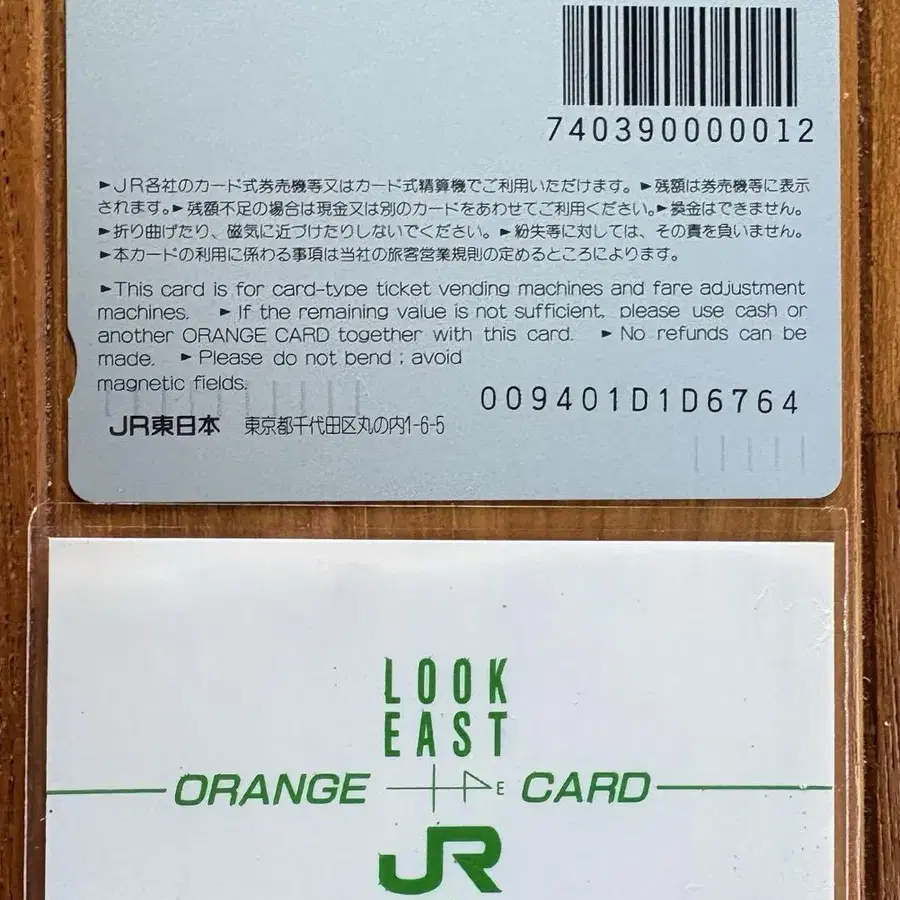 740390000012
►JR各社のカード式券売機等又はカード式精算機でご利用いただけます。►残額は券売機等に表示
されます。►残額不足の場合は現金又は別のカードをあわせてご利用ください。►換金はできません。
►折り曲げたり、磁気に近づけたりしないでください。►紛失等に対しては、その責を負いません。
►本カードの利用に係わる事項は当社の旅客営業規則の定めるところによります。
►This card is for card-type ticket vending machines and fare adjustment
machines. ►If the remaining value is not sufficient, please use cash or
another ORANGE CARD together with this card. ►No refunds can be
made. ►Please do not bend; avoid
magnetic fields.
009401D1D6764
JR東日本 東京都千代田区丸の内1-6-5
LOOK
EAST
ORANGE E CARD
JR